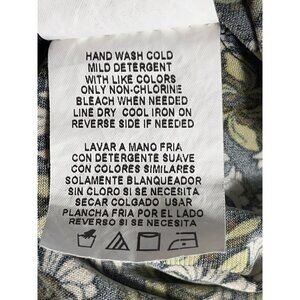 HAND WASH COLD
MILD DETERGENT
WITH LIKE COLORS
ONLY NON-CHLORINE
BLEACH WHEN NEEDED
LINE DRY COOL IRON ON
REVERSE SIDE IF NEEDED
LAVAR A MANO FRIA
CON DETERGENTE SUAVE
CON COLORES SIMILARES
SOLAMENTE BLANQUEADOR
SIN CLORO SI SE NECESITA
SECAR COLGADO USAR
PLANCHA FRIA POR EL LADO
REVERSO SI SE NECESITA